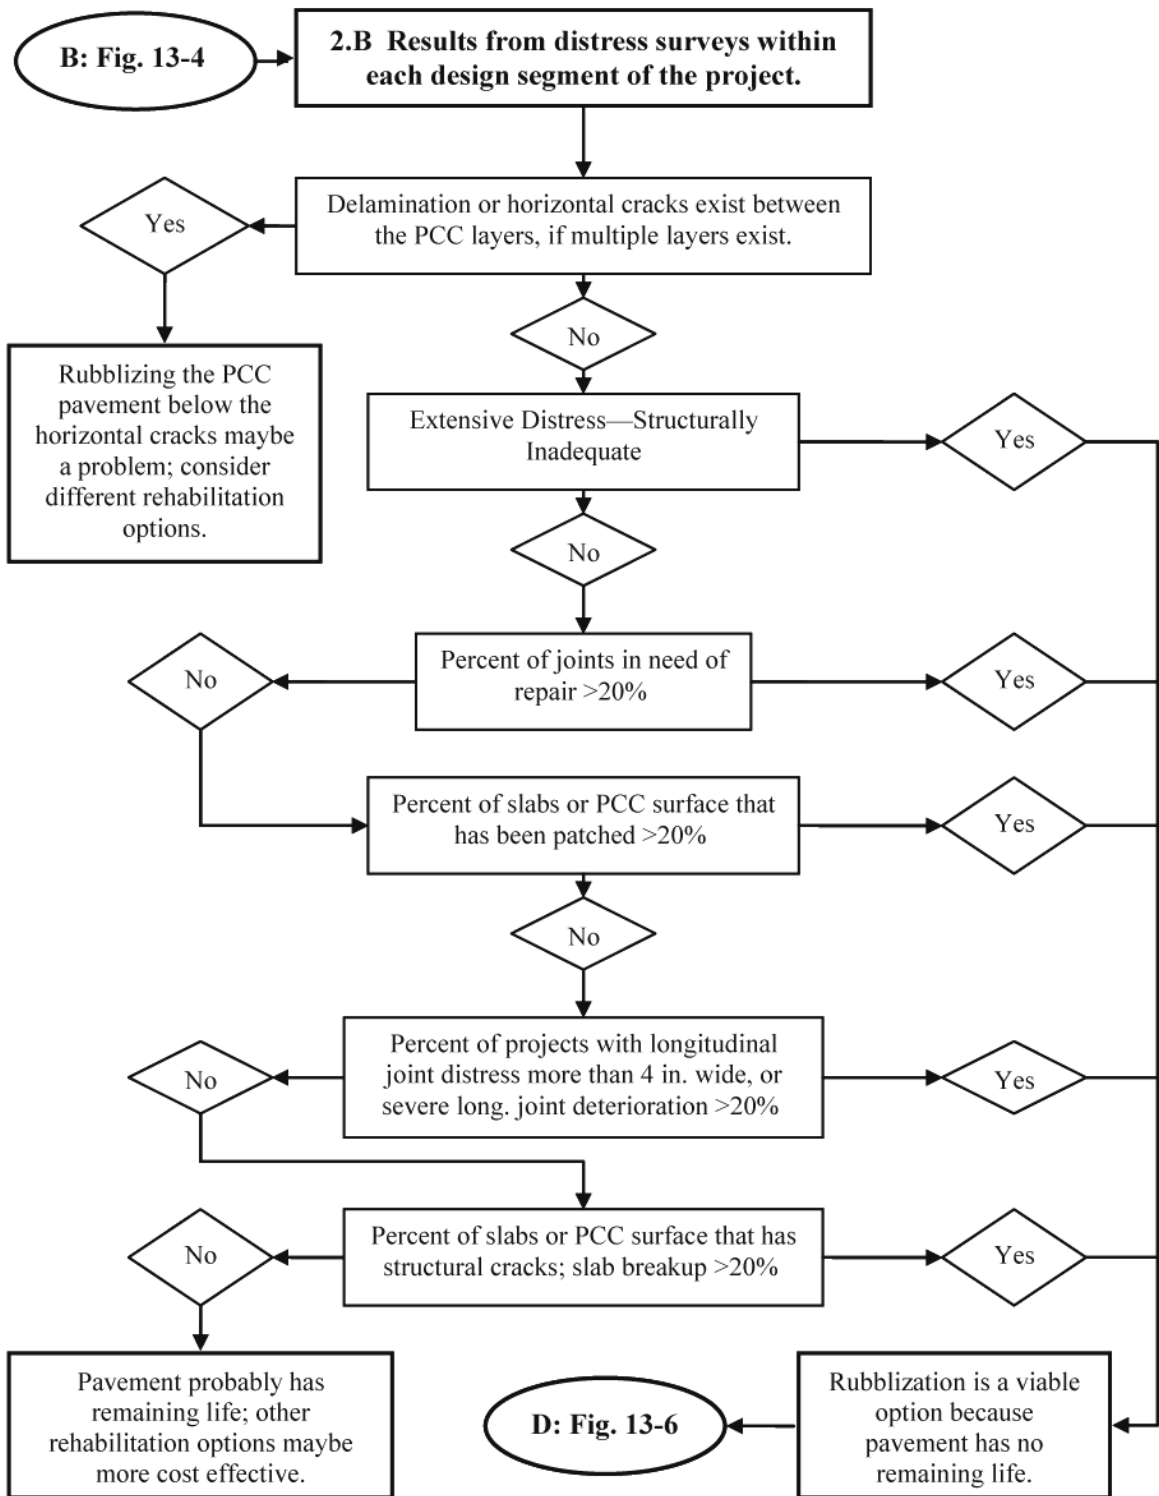 B: Fig. 13-4
2.B Results from distress surveys within
each design segment of the project.
Yes
Delamination or horizontal cracks exist between
the PCC layers, if multiple layers exist.
No
Rubblizing the PCC
pavement below the
horizontal cracks maybe
a problem; consider
different rehabilitation
options.
Extensive Distress—Structurally
Inadequate
Yes
No
No
Percent of joints in need of
repair >20%
Yes
Percent of slabs or PCC surface that
has been patched >20%
Yes
No
No
Percent of projects with longitudinal
joint distress more than 4 in. wide, or
severe long. joint deterioration >20%
Yes
No
Percent of slabs or PCC surface that has
structural cracks; slab breakup >20%
Yes
Pavement probably has
remaining life; other
rehabilitation options maybe
more cost effective.
D: Fig. 13-6
Rubblization is a viable
option because
pavement has no
remaining life.